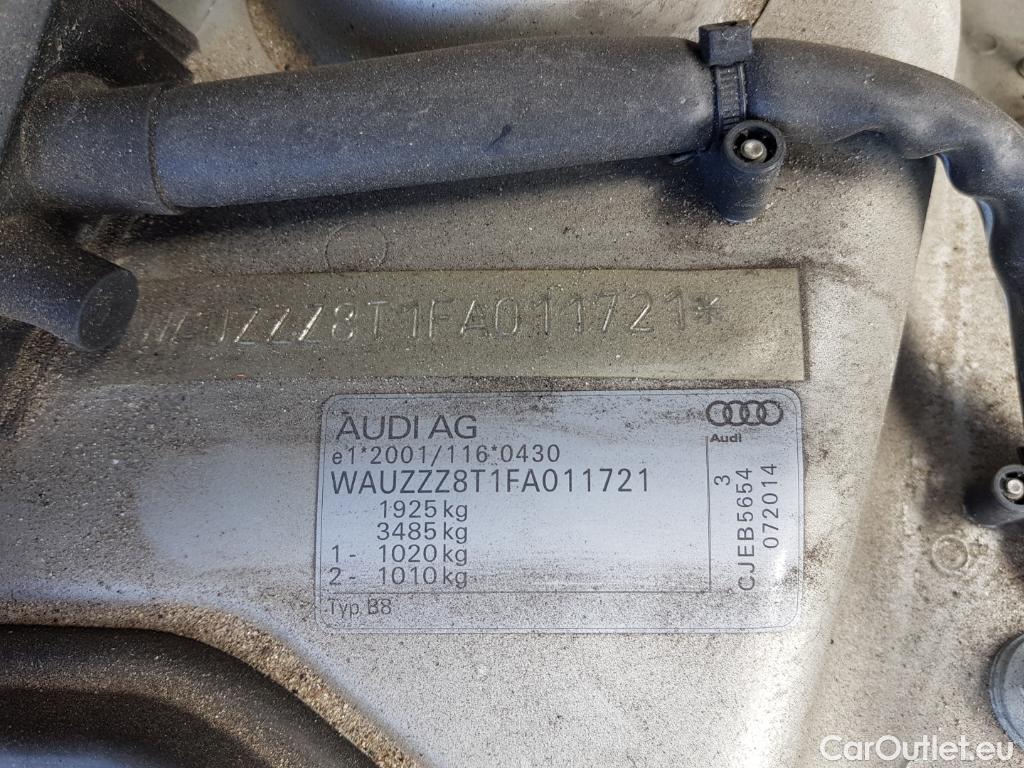 WAUZZZ8T1FA011721*
AUDI AG
Audi
e1*2001/116*0430
WAUZZZ8T1FA011721
1925 kg
3485 kg
1- 1020 kg
2- 1010 kg
Typ B8
3
CJEB5654
072014
CarOutlet.eu